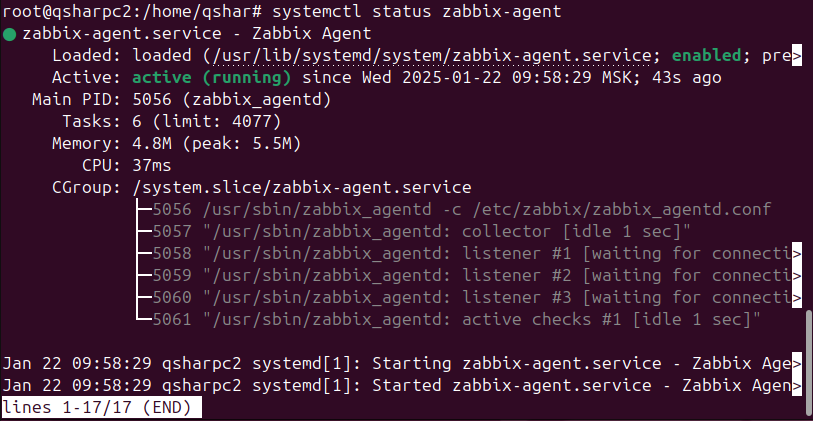 root@qsharpc2:/home/qshar# systemctl status zabbix-agent
● zabbix-agent.service - Zabbix Agent
     Loaded: loaded (/usr/lib/systemd/system/zabbix-agent.service; enabled; pre>
     Active: active (running) since Wed 2025-01-22 09:58:29 MSK; 43s ago
   Main PID: 5056 (zabbix_agentd)
      Tasks: 6 (limit: 4077)
     Memory: 4.8M (peak: 5.5M)
        CPU: 37ms
     CGroup: /system.slice/zabbix-agent.service
             ├─5056 /usr/sbin/zabbix_agentd -c /etc/zabbix/zabbix_agentd.conf
             ├─5057 "/usr/sbin/zabbix_agentd: collector [idle 1 sec]"
             ├─5058 "/usr/sbin/zabbix_agentd: listener #1 [waiting for connecti>
             ├─5059 "/usr/sbin/zabbix_agentd: listener #2 [waiting for connecti>
             ├─5060 "/usr/sbin/zabbix_agentd: listener #3 [waiting for connecti>
             └─5061 "/usr/sbin/zabbix_agentd: active checks #1 [idle 1 sec]"
Jan 22 09:58:29 qsharpc2 systemd[1]: Starting zabbix-agent.service - Zabbix Age>
Jan 22 09:58:29 qsharpc2 systemd[1]: Started zabbix-agent.service - Zabbix Agen>
lines 1-17/17 (END)